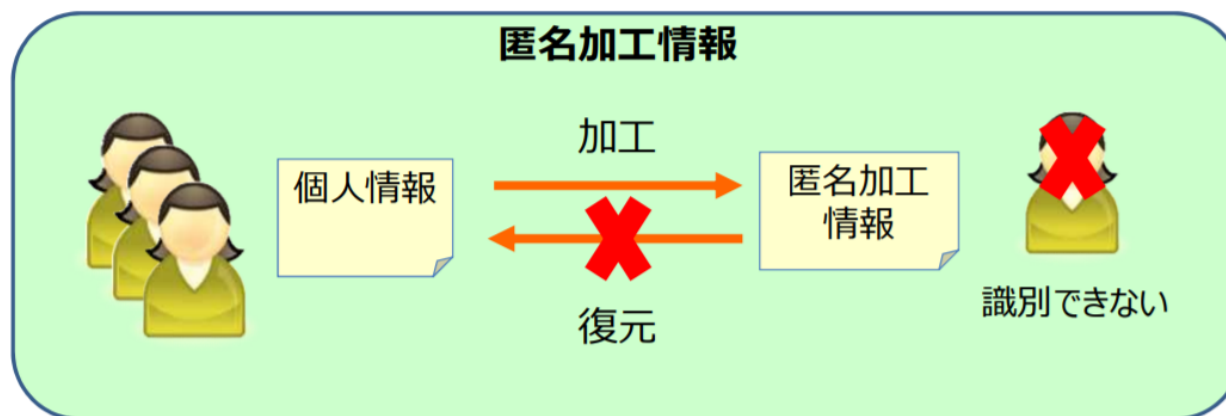 匿名加工情報
加工
個人情報
匿名加工
情報
復元
識別できない